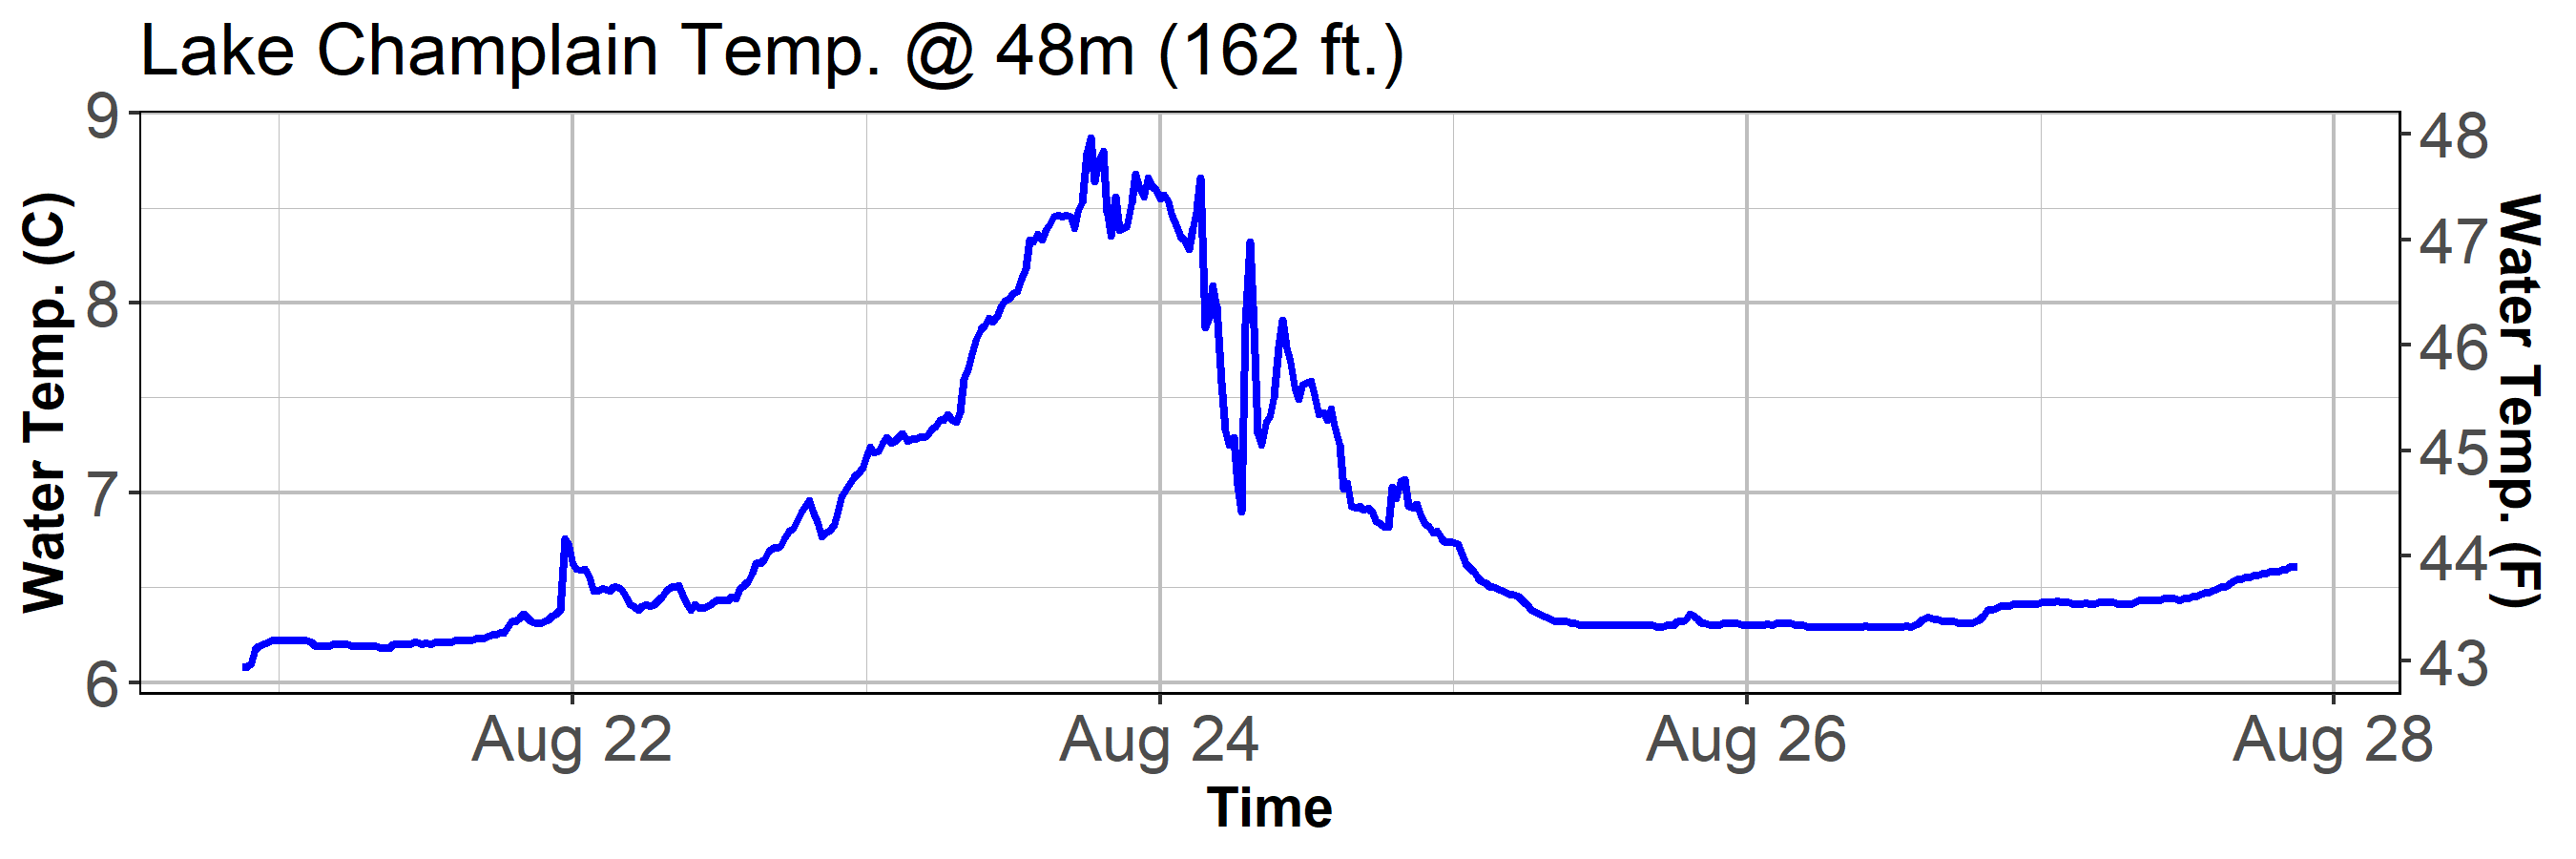 Lake Champlain Temp. @ 48m (162 ft.)
9
8
7
6
Water Temp. (C)
48
47
46
45
44
43
Water Temp. (F)
Aug 22
Aug 24
Aug 26
Aug 28
Time